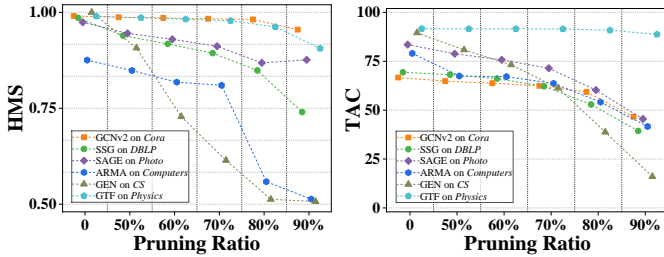 HMS
1.00
0.75
0.50
GCNv2 on Cora
SSG on DBLP
SAGE on Photo
ARMA on Computers
GEN on CS
GTF on Physics
0 50% 60% 70% 80% 90%
Pruning Ratio
TAC
100
75
50
25
0
GCNv2 on Cora
SSG on DBLP
SAGE on Photo
ARMA on Computers
GEN on CS
GTF on Physics
0 50% 60% 70% 80% 90%
Pruning Ratio